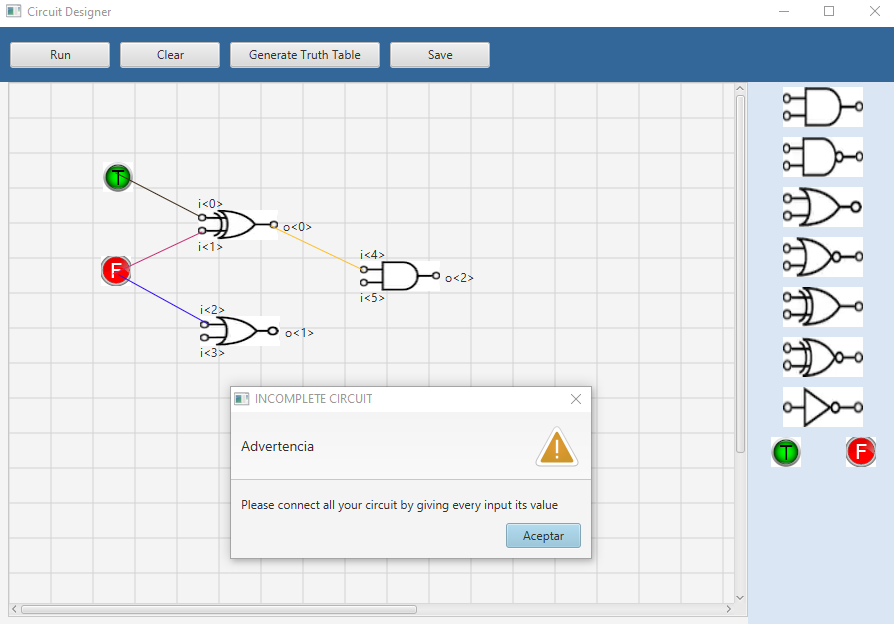 Circuit Designer
Run Clear Generate Truth Table Save
T
i<0>
o<0>
i<1>
F
i<4>
o<2>
i<5>
i<2>
o<1>
i<3>
T F
INCOMPLETE CIRCUIT
Advertencia
!
Please connect all your circuit by giving every input its value
Aceptar